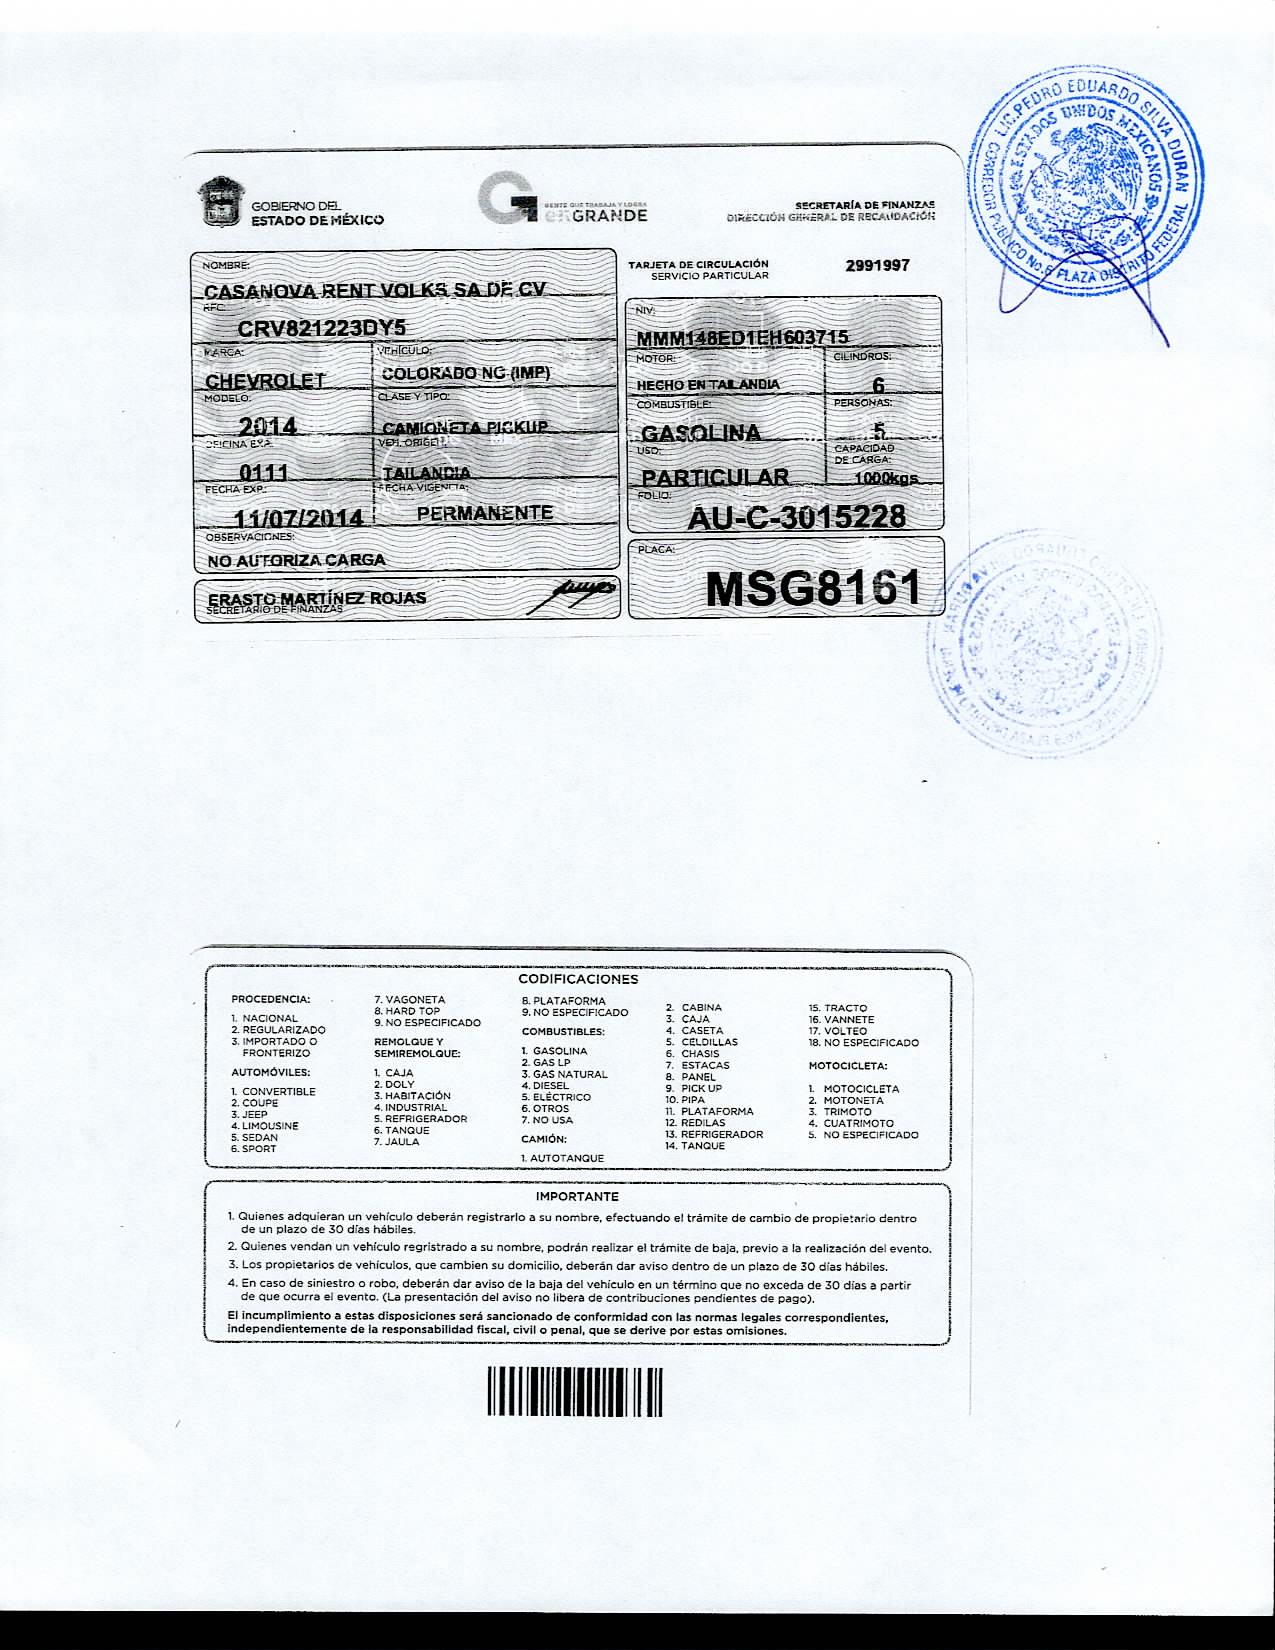 GOBIERNO DEL
ESTADO DE MÉXICO
GENTE QUE TRABAJA Y LOGRA
enGRANDE
SECRETARÍA DE FINANZAS
DIRECCIÓN GENERAL DE RECAUDACIÓN
LIC. PEDRO EDUARDO SILVA DURAN
CORREDOR PUBLICO No. 6 PLAZA DISTRITO FEDERAL
ESTADOS UNIDOS MEXICANOS
TARJETA DE CIRCULACIÓN
SERVICIO PARTICULAR
2991997
NOMBRE:
CASANOVA RENT VOLKS SA DE CV
RFC:
CRV821223DY5
MARCA:
CHEVROLET
VEHÍCULO:
COLORADO NG (IMP)
MODELO:
2014
CLASE Y TIPO:
CAMIONETA PICKUP
OFICINA EXP.
0111
VEH. ORIGEN:
TAILANDIA
FECHA EXP:
11/07/2014
FECHA VIGENCIA:
PERMANENTE
OBSERVACIONES:
NO AUTORIZA CARGA
ERASTO MARTÍNEZ ROJAS
SECRETARIO DE FINANZAS
NIV:
MMM148ED1EH603715
MOTOR:
HECHO EN TAILANDIA
CILINDROS:
6
COMBUSTIBLE:
GASOLINA
PERSONAS:
5
USO:
PARTICULAR
CAPACIDAD
DE CARGA:
1000kgs
FOLIO:
AU-C-3015228
PLACA:
MSG8161
CODIFICACIONES
PROCEDENCIA:
1. NACIONAL
2. REGULARIZADO
3. IMPORTADO O
FRONTERIZO
AUTOMÓVILES:
1. CONVERTIBLE
2. COUPE
3. JEEP
4. LIMOUSINE
5. SEDAN
6. SPORT
7. VAGONETA
8. HARD TOP
9. NO ESPECIFICADO
REMOLQUE Y
SEMIREMOLQUE:
1. CAJA
2. DOLY
3. HABITACIÓN
4. INDUSTRIAL
5. REFRIGERADOR
6. TANQUE
7. JAULA
8. PLATAFORMA
9. NO ESPECIFICADO
COMBUSTIBLES:
1. GASOLINA
2. GAS LP
3. GAS NATURAL
4. DIESEL
5. ELÉCTRICO
6. OTROS
7. NO USA
CAMIÓN:
1. AUTOTANQUE
2. CABINA
3. CAJA
4. CASETA
5. CELDILLAS
6. CHASIS
7. ESTACAS
8. PANEL
9. PICK UP
10. PIPA
11. PLATAFORMA
12. REDILAS
13. REFRIGERADOR
14. TANQUE
15. TRACTO
16. VANNETE
17. VOLTEO
18. NO ESPECIFICADO
MOTOCICLETA:
1. MOTOCICLETA
2. MOTONETA
3. TRIMOTO
4. CUATRIMOTO
5. NO ESPECIFICADO
IMPORTANTE
1. Quienes adquieran un vehículo deberán registrarlo a su nombre, efectuando el trámite de cambio de propietario dentro
de un plazo de 30 días hábiles.
2. Quienes vendan un vehículo regristrado a su nombre, podrán realizar el trámite de baja, previo a la realización del evento.
3. Los propietarios de vehículos, que cambien su domicilio, deberán dar aviso dentro de un plazo de 30 días hábiles.
4. En caso de siniestro o robo, deberán dar aviso de la baja del vehículo en un término que no exceda de 30 días a partir
de que ocurra el evento. (La presentación del aviso no libera de contribuciones pendientes de pago).
El incumplimiento a estas disposiciones será sancionado de conformidad con las normas legales correspondientes,
independientemente de la responsabilidad fiscal, civil o penal, que se derive por estas omisiones.